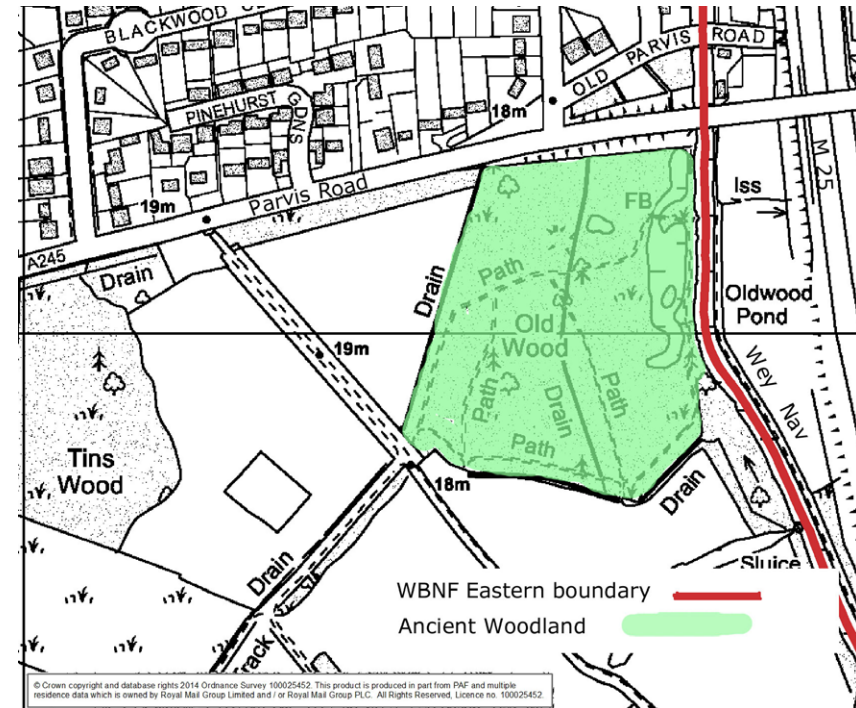 BLACKWOOD
OLD PARVIS ROAD
PINEHURST
GDNS
18m
M 25
19m
Parvis Road
Iss
FB
A245
Drain
Drain
Path
Oldwood
Pond
Old
Wood
19m
Wey Nav
Path
Drain
Path
Tins
Wood
Path
18m
Drain
Drain
Sluice
WBNF Eastern boundary
Ancient Woodland
Track
© Crown copyright and database rights 2014 Ordnance Survey 100025452. This product is produced in part from PAF and multiple
residence data which is owned by Royal Mail Group Limited and / or Royal Mail Group PLC. All Rights Reserved, Licence no. 100025452.